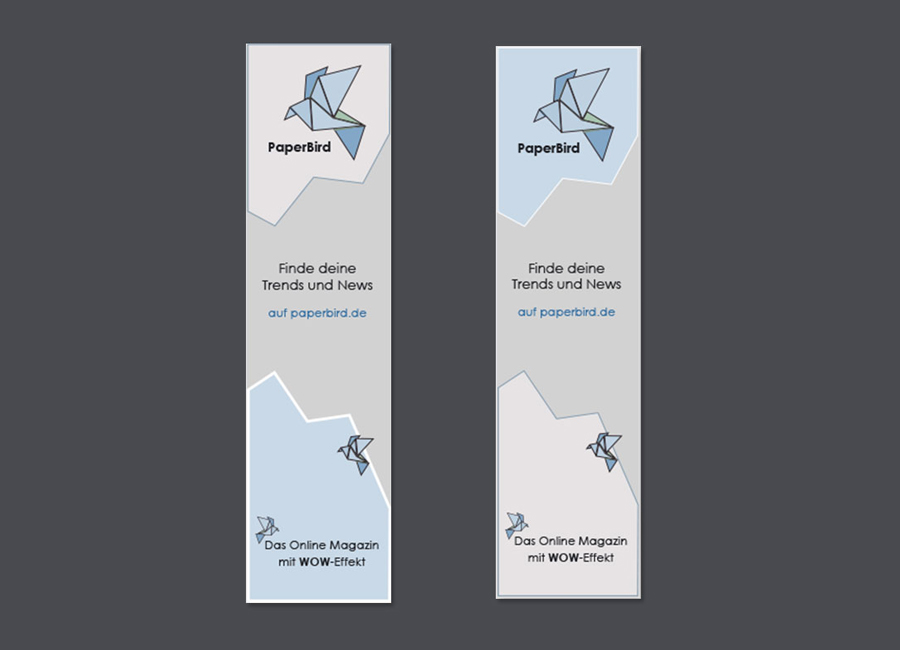 PaperBird
Finde deine
Trends und News
auf paperbird.de
Das Online Magazin
mit WOW-Effekt
PaperBird
Finde deine
Trends und News
auf paperbird.de
Das Online Magazin
mit WOW-Effekt